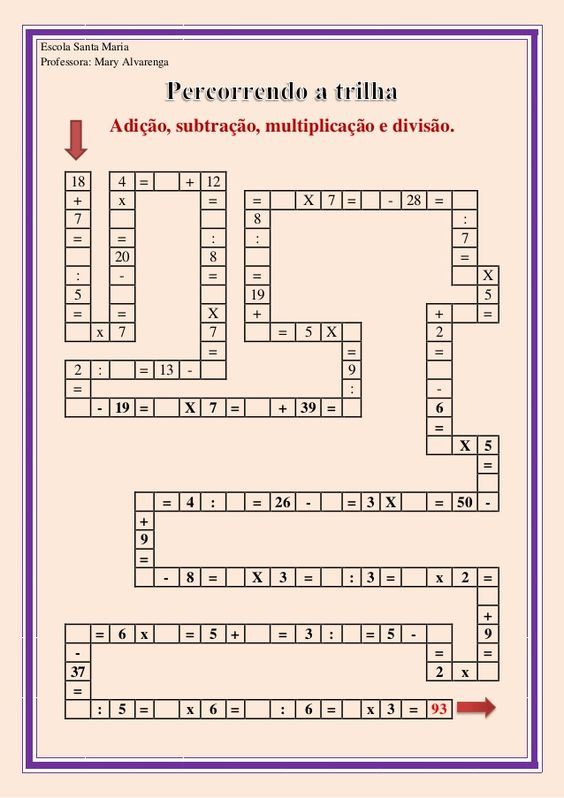 Escola Santa Maria
Professora: Mary Alvarenga
Percorrendo a trilha
Adição, subtração, multiplicação e divisão.
18 4 = + 12
+ x = = X 7 = - 28 =
7 8 :
= = : : 7
20 8 =
: - = = X
5 19 5
= = X + + =
x 7 7 = 5 X 2
= = =
2 : = 13 - 9
= : -
- 19 = X 7 = + 39 = 6
=
X 5
=
= 4 : = 26 - = 3 X = 50 -
+
9
=
- 8 = X 3 = : 3 = x 2 =
+
= 6 x = 5 + = 3 : = 5 - 9
- = =
37 2 x
=
: 5 = x 6 = : 6 = x 3 = 93